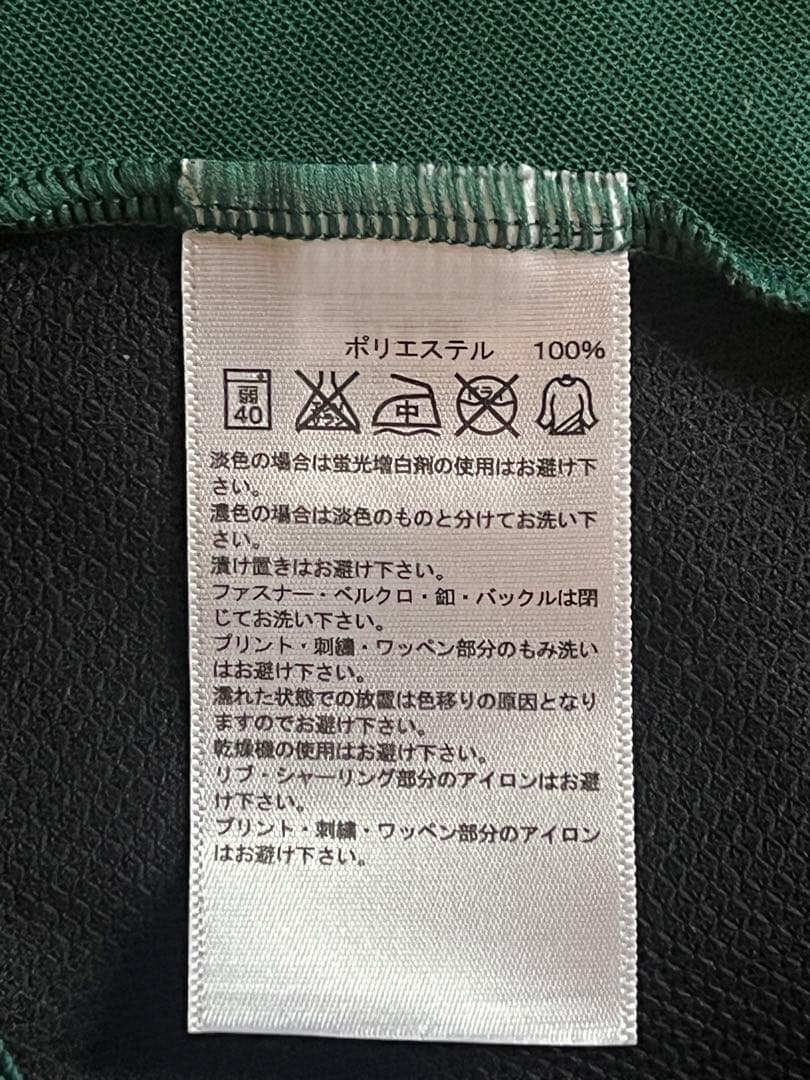 ポリエステル 100%
弱 40 エンソサラシ 中 ドライ
淡色の場合は蛍光増白剤の使用はお避け下
さい。
濃色の場合は淡色のものと分けてお洗い下
さい。
漬け置きはお避け下さい。
ファスナー・ベルクロ・釦・バックルは閉
じてお洗い下さい。
プリント・刺繍・ワッペン部分のもみ洗い
はお避け下さい。
濡れた状態での放置は色移りの原因となり
ますのでお避け下さい。
乾燥機の使用はお避け下さい。
リブ・シャーリング部分のアイロンはお避
け下さい。
プリント・刺繍・ワッペン部分のアイロン
はお避け下さい。